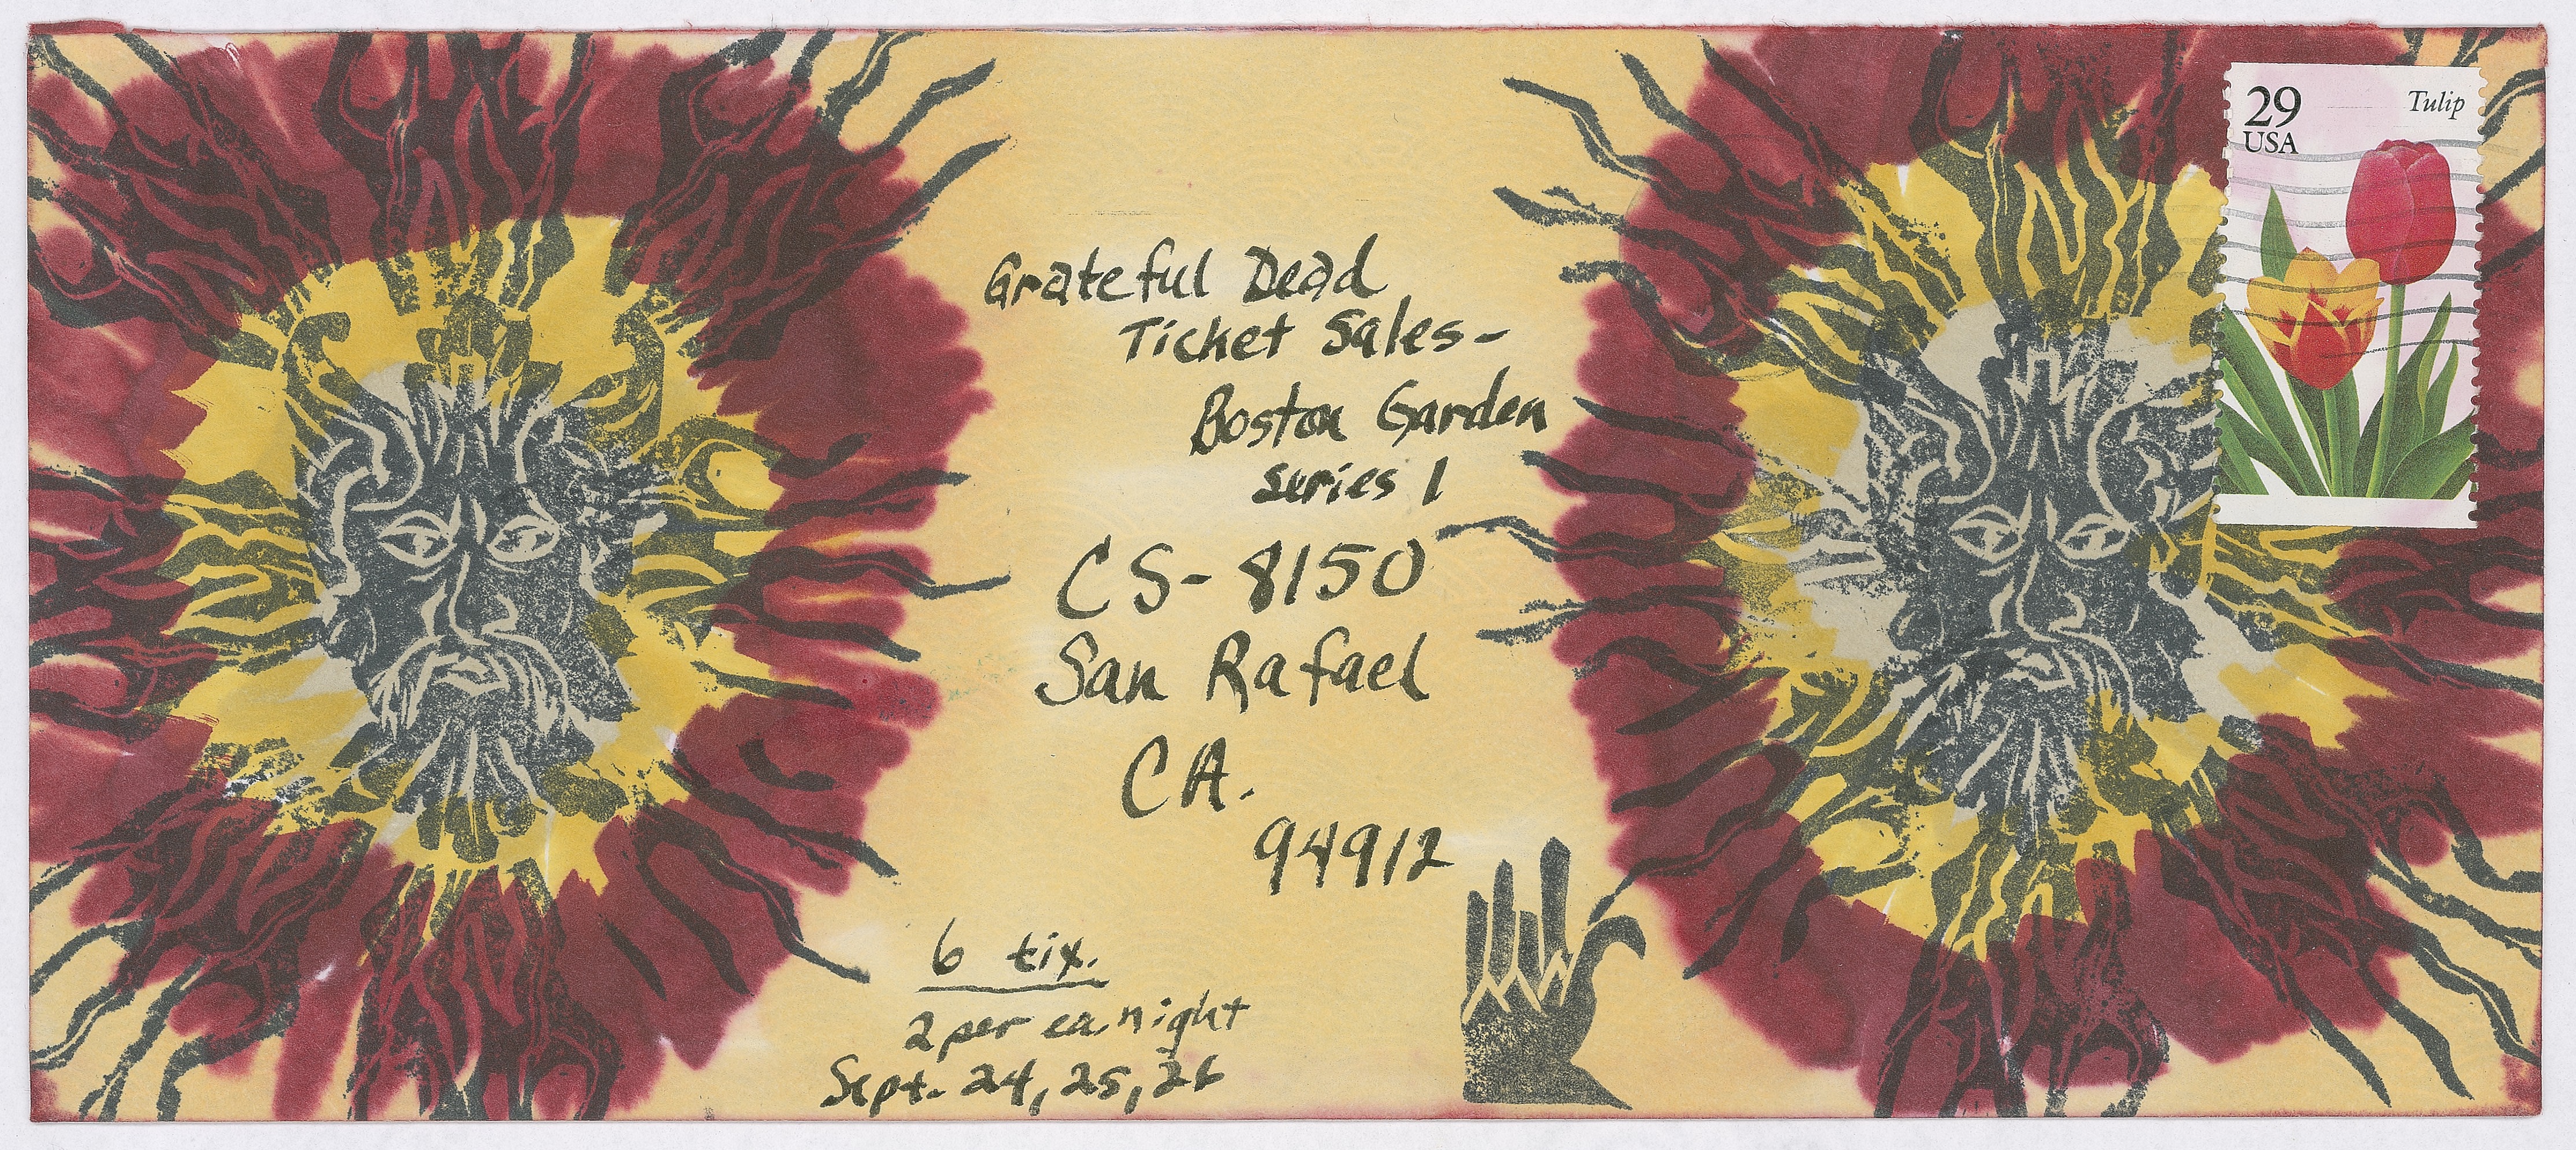 29
USA
Tulip
Grateful Dead
Ticket Sales-
Boston Garden
series 1
CS-8150
San Rafael
CA.
94912
6 tix.
2 per ea. night
Sept. 24, 25, 26